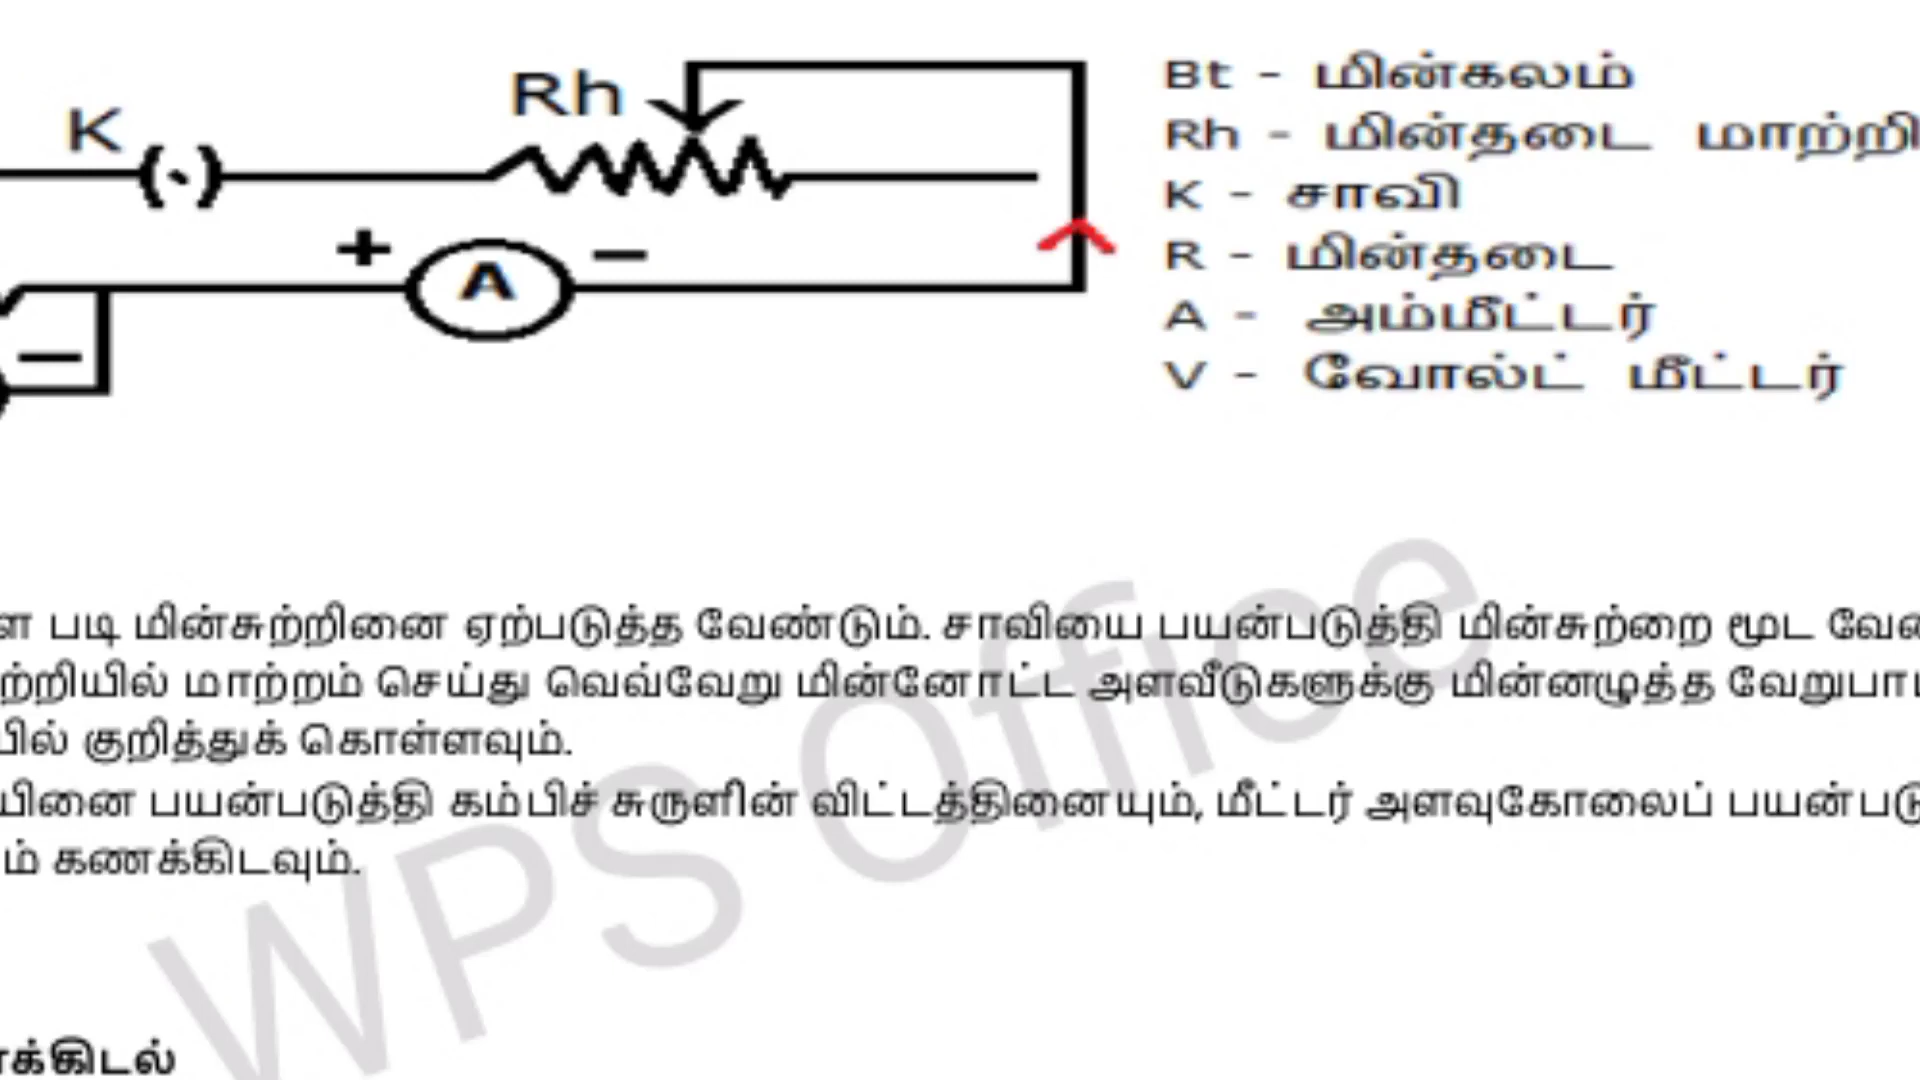 K
Rh
+
A
−
−
Bt - மின்கலம்
Rh - மின்தடை மாற்றி
K - சாவி
R - மின்தடை
A - அம்மீட்டர்
V - வோல்ட் மீட்டர்
படி மின்சுற்றினை ஏற்படுத்த வேண்டும். சாவியை பயன்படுத்தி மின்சுற்றை மூட
மாற்றம் செய்து வெவ்வேறு மின்னோட்ட அளவீடுகளுக்கு மின்னழுத்த
குறித்துக் கொள்ளவும்.
பயன்படுத்தி கம்பிச் சுருளின் விட்டத்தினையும், மீட்டர் அளவுகோலைப்
கணக்கிடவும்.
WPS Office